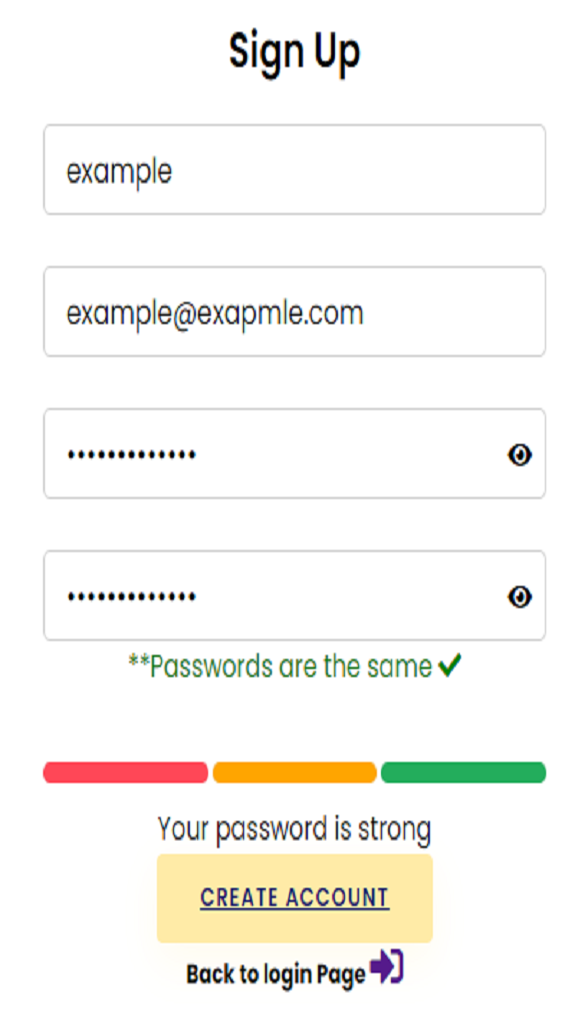 Sign Up
example
example@exapmle.com
•••••••••••••
•••••••••••••
**Passwords are the same ✔
Your password is strong
CREATE ACCOUNT
Back to login Page